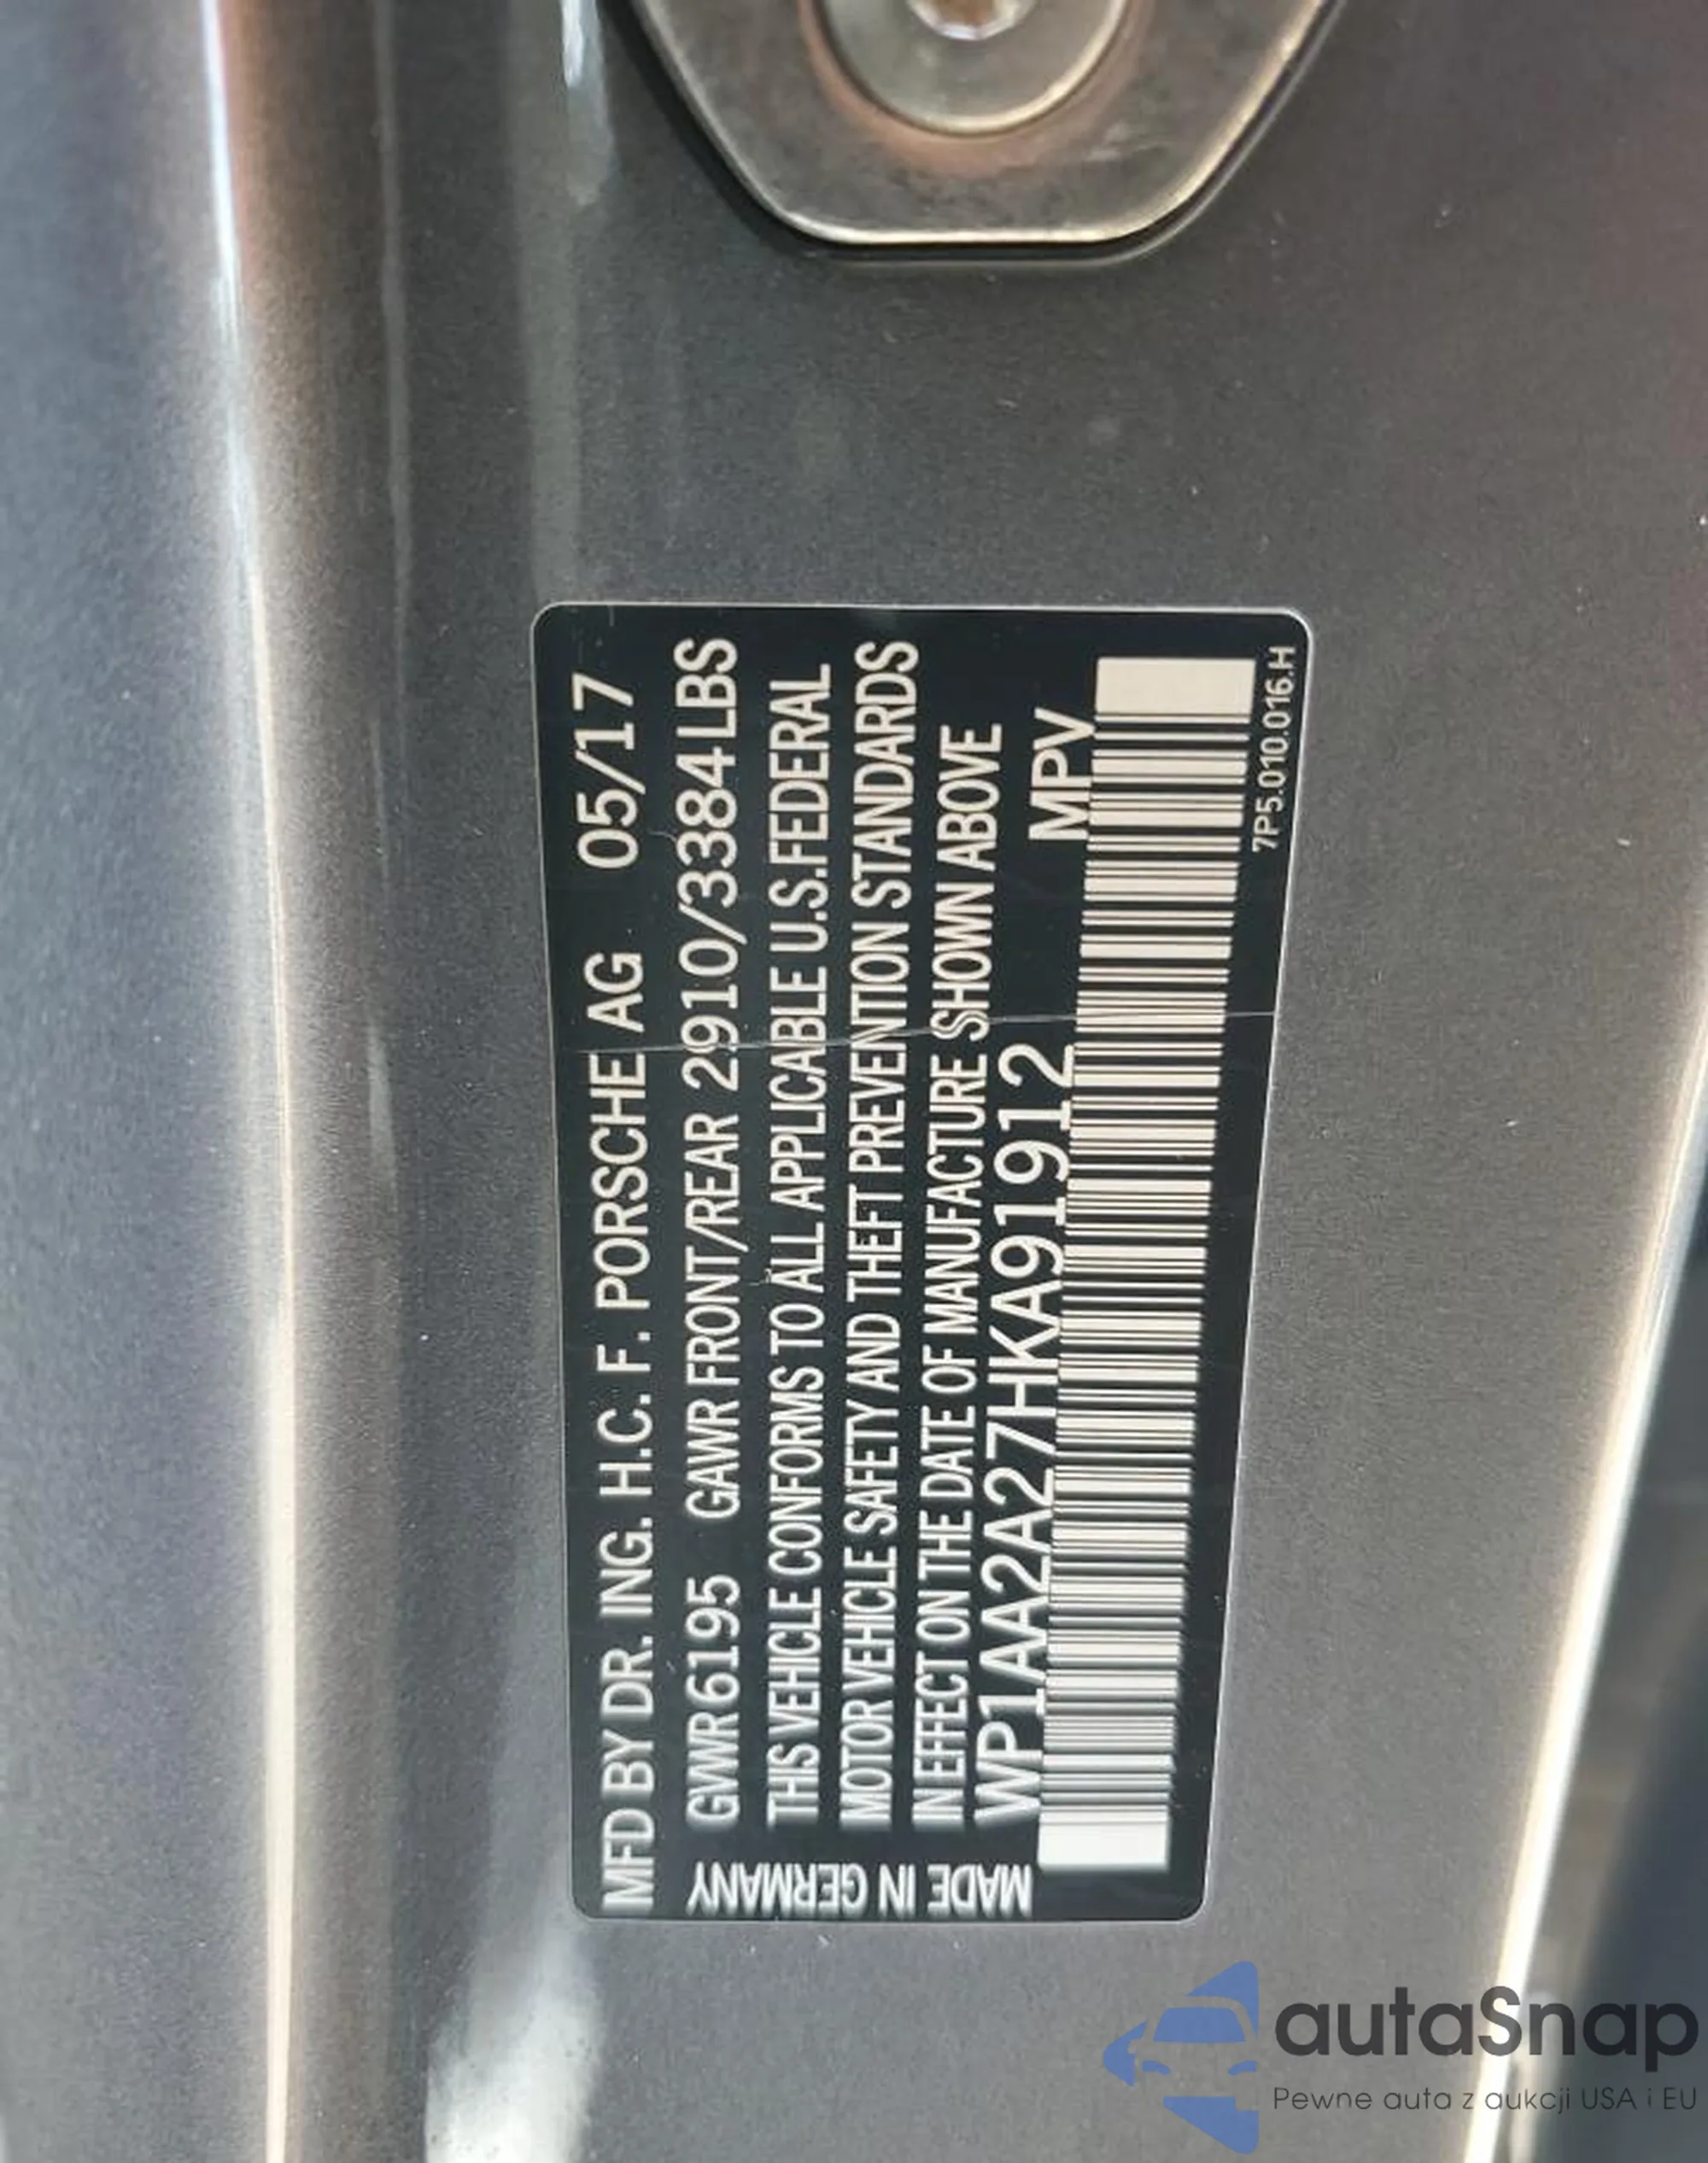 MFD BY DR. ING. H.C. F. PORSCHE AG 05/17
GVWR 6195 GAWR FRONT/REAR 2910/3384 LBS
THIS VEHICLE CONFORMS TO ALL APPLICABLE U.S.FEDERAL
MOTOR VEHICLE SAFETY AND THEFT PREVENTION STANDARDS
IN EFFECT ON THE DATE OF MANUFACTURE SHOWN ABOVE
WP1AA2A27HKA91912 MPV
MADE IN GERMANY
7P5.010.016.H
autaSnap
Pewne auta z aukcji USA i EU